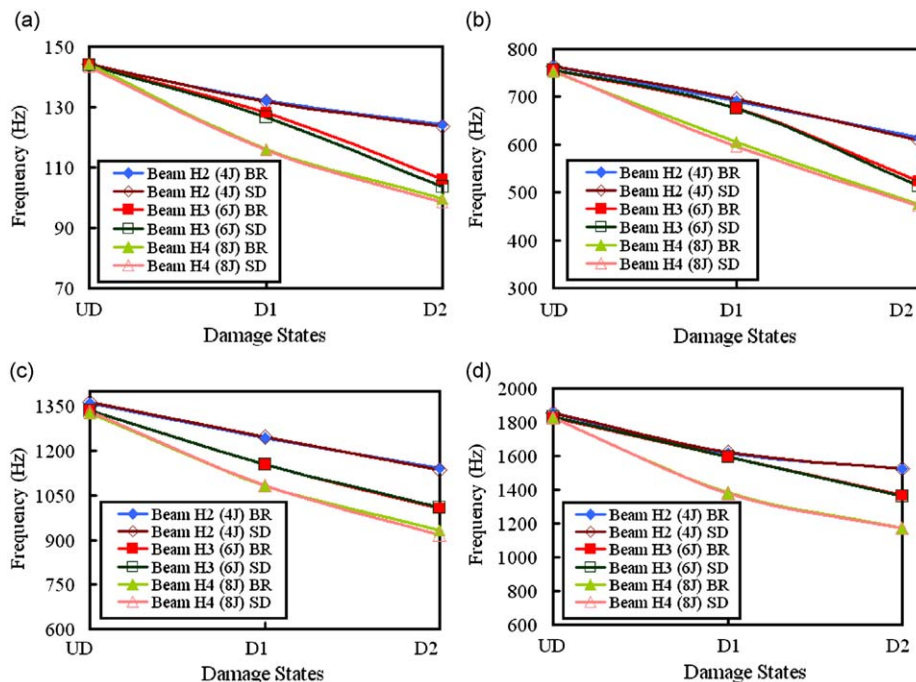 (a)
150
130
110
90
70
Frequency (Hz)
Beam H2 (4J) BR
Beam H2 (4J) SD
Beam H3 (6J) BR
Beam H3 (6J) SD
Beam H4 (8J) BR
Beam H4 (8J) SD
UD D1 D2
Damage States
(b)
800
700
600
500
400
300
Frequency (Hz)
Beam H2 (4J) BR
Beam H2 (4J) SD
Beam H3 (6J) BR
Beam H3 (6J) SD
Beam H4 (8J) BR
Beam H4 (8J) SD
UD D1 D2
Damage States
(c)
1350
1200
1050
900
750
600
Frequency (Hz)
Beam H2 (4J) BR
Beam H2 (4J) SD
Beam H3 (6J) BR
Beam H3 (6J) SD
Beam H4 (8J) BR
Beam H4 (8J) SD
UD D1 D2
Damage States
(d)
2000
1800
1600
1400
1200
1000
800
600
Frequency (Hz)
Beam H2 (4J) BR
Beam H2 (4J) SD
Beam H3 (6J) BR
Beam H3 (6J) SD
Beam H4 (8J) BR
Beam H4 (8J) SD
UD D1 D2
Damage States